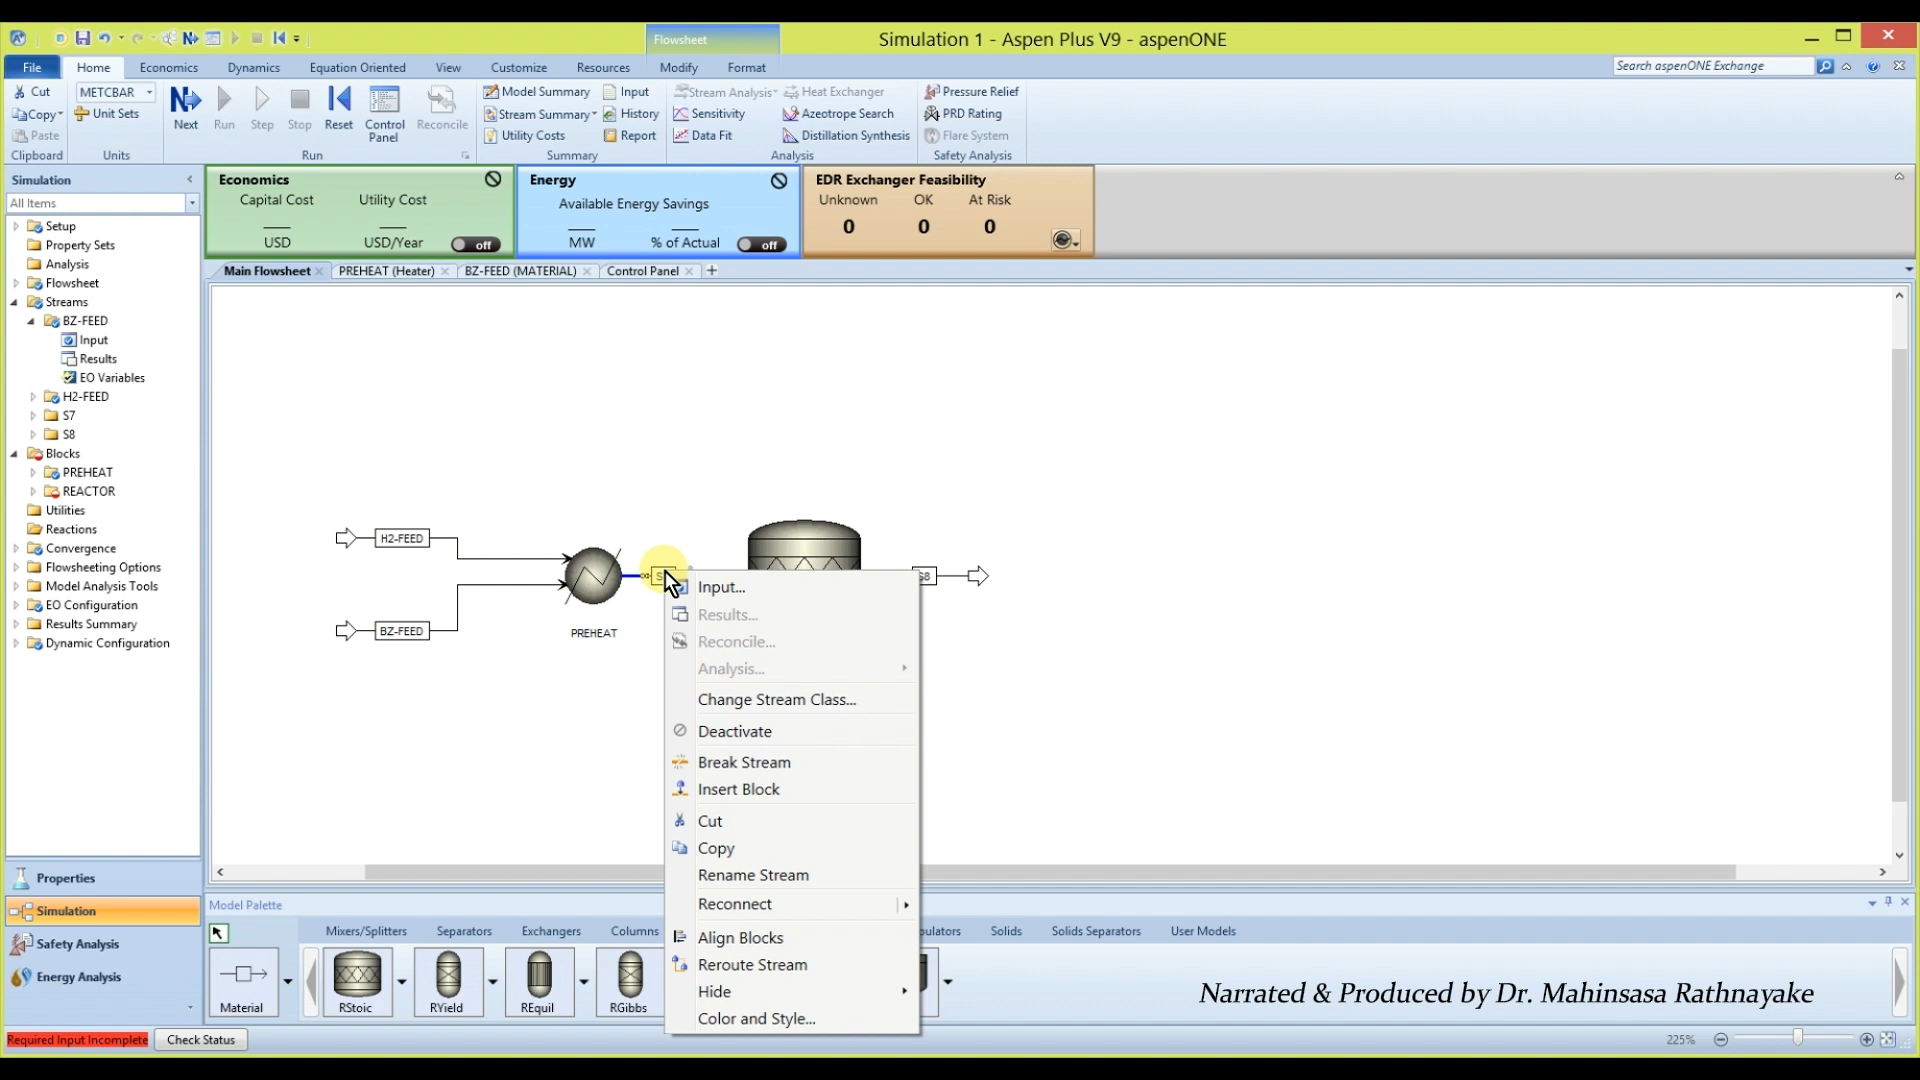 Flowsheet
Simulation 1 - Aspen Plus V9 - aspenONE
File Home Economics Dynamics Equation Oriented View Customize Resources Modify Format
Search aspenONE Exchange
Cut
Copy
Paste
Clipboard
METCBAR
Unit Sets
Units
Next
Run
Step
Stop
Reset
Control Panel
Reconcile
Run
Model Summary
Stream Summary
Utility Costs
Input
History
Report
Summary
Stream Analysis
Sensitivity
Data Fit
Heat Exchanger
Azeotrope Search
Distillation Synthesis
Analysis
Pressure Relief
PRD Rating
Flare System
Safety Analysis
Economics
Capital Cost Utility Cost
USD USD/Year off
Energy
Available Energy Savings
MW % of Actual off
EDR Exchanger Feasibility
Unknown OK At Risk
0 0 0
Simulation
All Items
Setup
Property Sets
Analysis
Flowsheet
Streams
BZ-FEED
Input
Results
EO Variables
H2-FEED
S7
S8
Blocks
PREHEAT
REACTOR
Utilities
Reactions
Convergence
Flowsheeting Options
Model Analysis Tools
EO Configuration
Results Summary
Dynamic Configuration
Properties
Simulation
Safety Analysis
Energy Analysis
Main Flowsheet PREHEAT (Heater) BZ-FEED (MATERIAL) Control Panel
H2-FEED
BZ-FEED
PREHEAT
S8
Input...
Results...
Reconcile...
Analysis...
Change Stream Class...
Deactivate
Break Stream
Insert Block
Cut
Copy
Rename Stream
Reconnect
Align Blocks
Reroute Stream
Hide
Color and Style...
Model Palette
Mixers/Splitters Separators Exchangers Columns Solids Solids Separators User Models
Material RStoic RYield REquil RGibbs
Narrated & Produced by Dr. Mahinsasa Rathnayake
Required Input Incomplete Check Status
225%